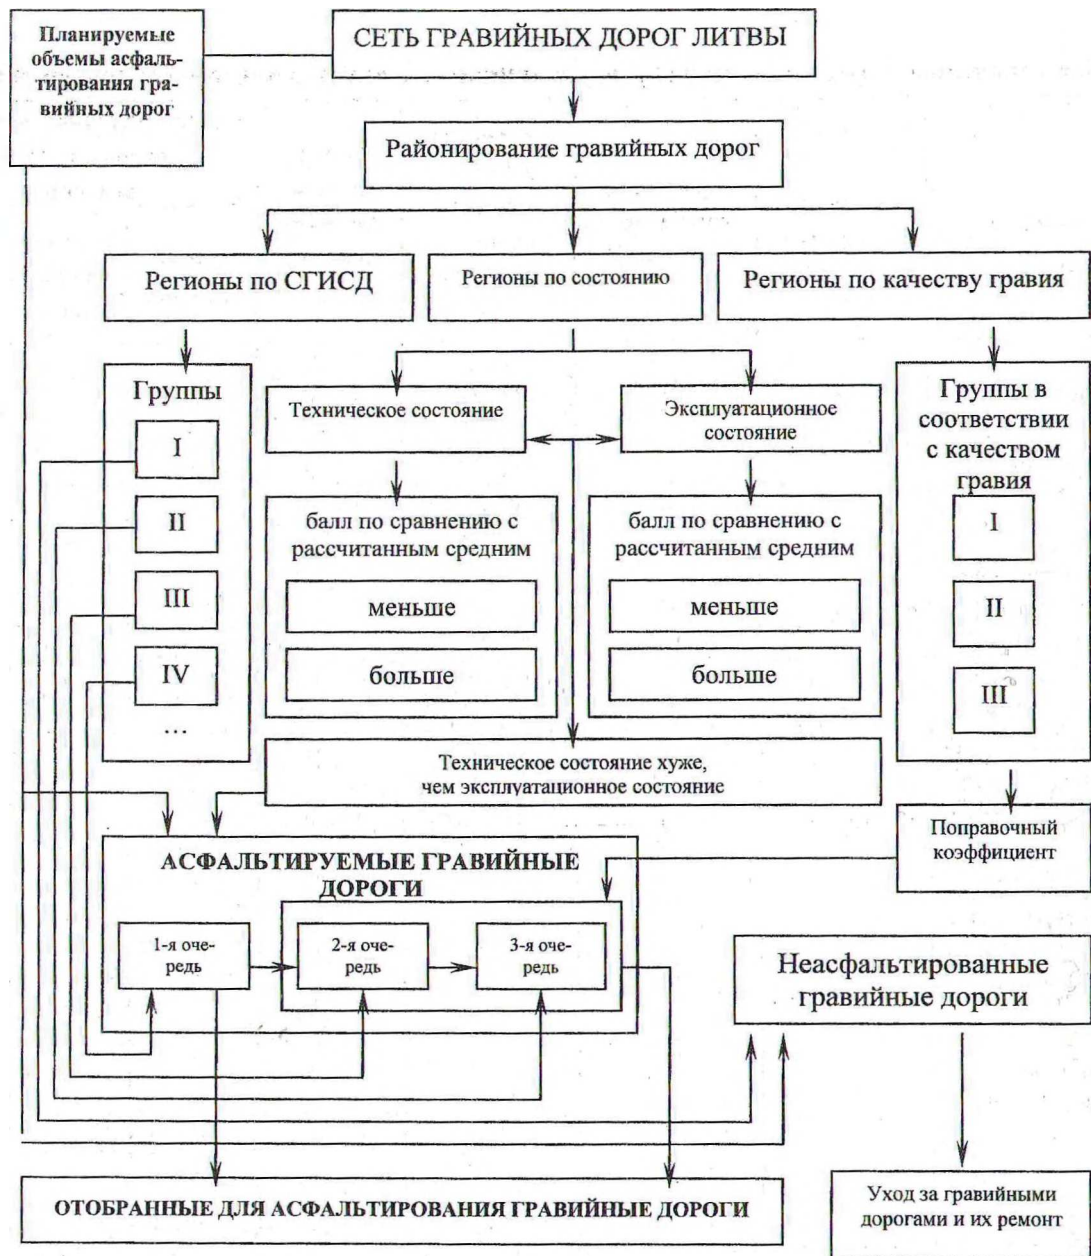 Планируемые
объемы асфаль-
тирования гра-
вийных дорог
СЕТЬ ГРАВИЙНЫХ ДОРОГ ЛИТВЫ
Районирование гравийных дорог
Регионы по СГИСД
Регионы по состоянию
Регионы по качеству гравия
Группы
I
II
III
IV
...
Техническое состояние
Эксплуатационное
состояние
балл по сравнению с
рассчитанным средним
меньше
больше
балл по сравнению с
рассчитанным средним
меньше
больше
Группы в
соответствии
с качеством
гравия
I
II
III
Техническое состояние хуже,
чем эксплуатационное состояние
Поправочный
коэффициент
АСФАЛЬТИРУЕМЫЕ ГРАВИЙНЫЕ
ДОРОГИ
1-я оче-
редь
2-я оче-
редь
3-я оче-
редь
Неасфальтированные
гравийные дороги
ОТОБРАННЫЕ ДЛЯ АСФАЛЬТИРОВАНИЯ ГРАВИЙНЫЕ ДОРОГИ
Уход за гравийными
дорогами и их ремонт